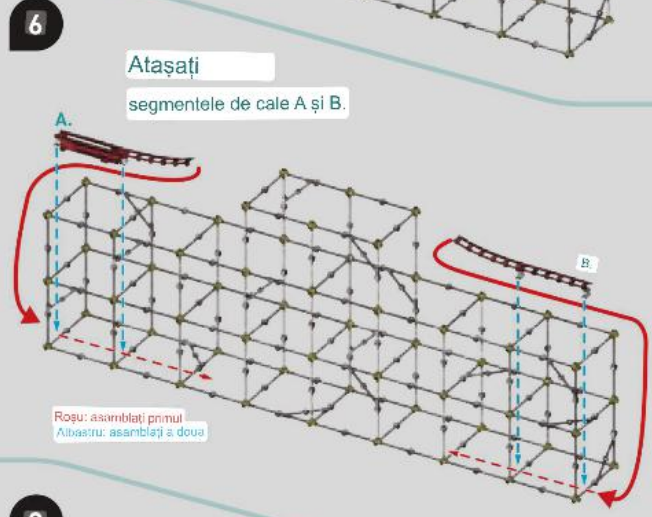 6
Atașați
segmentele de cale A și B.
A.
B.
Roșu: asamblați primul
Albastru: asamblați a doua